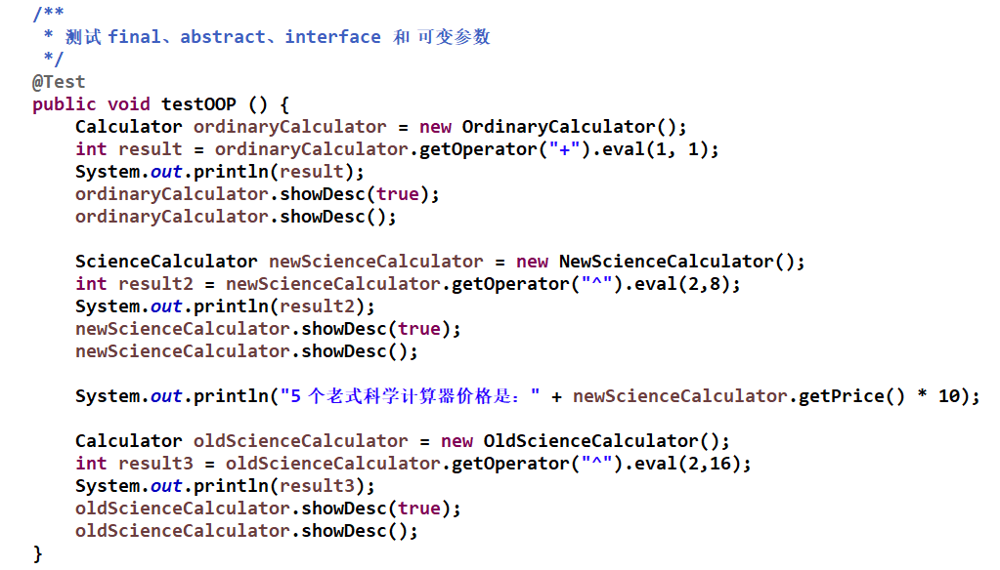 /**
 * 测试 final、abstract、interface 和 可变参数
 */
@Test
public void testOOP () {
    Calculator ordinaryCalculator = new OrdinaryCalculator();
    int result = ordinaryCalculator.getOperator("+").eval(1, 1);
    System.out.println(result);
    ordinaryCalculator.showDesc(true);
    ordinaryCalculator.showDesc();

    ScienceCalculator newScienceCalculator = new NewScienceCalculator();
    int result2 = newScienceCalculator.getOperator("^").eval(2,8);
    System.out.println(result2);
    newScienceCalculator.showDesc(true);
    newScienceCalculator.showDesc();

    System.out.println("5 个老式科学计算器价格是：" + newScienceCalculator.getPrice() * 10);

    Calculator oldScienceCalculator = new OldScienceCalculator();
    int result3 = oldScienceCalculator.getOperator("^").eval(2,16);
    System.out.println(result3);
    oldScienceCalculator.showDesc(true);
    oldScienceCalculator.showDesc();
}